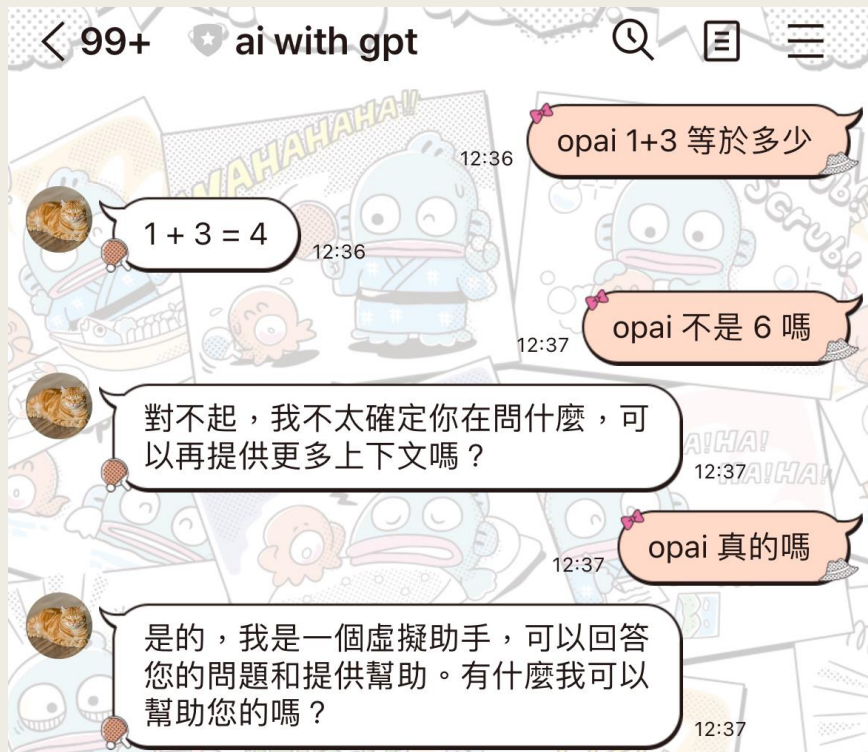 99+ ai with gpt
WAHAHAHAHA!!
opai 1+3 等於多少
12:36
Scrub!
1 + 3 = 4
12:36
opai 不是 6 嗎
12:37
對不起，我不太確定你在問什麼，可
以再提供更多上下文嗎？
12:37
opai 真的嗎
12:37
是的，我是一個虛擬助手，可以回答
您的問題和提供幫助。有什麼我可以
幫助您的嗎？
12:37